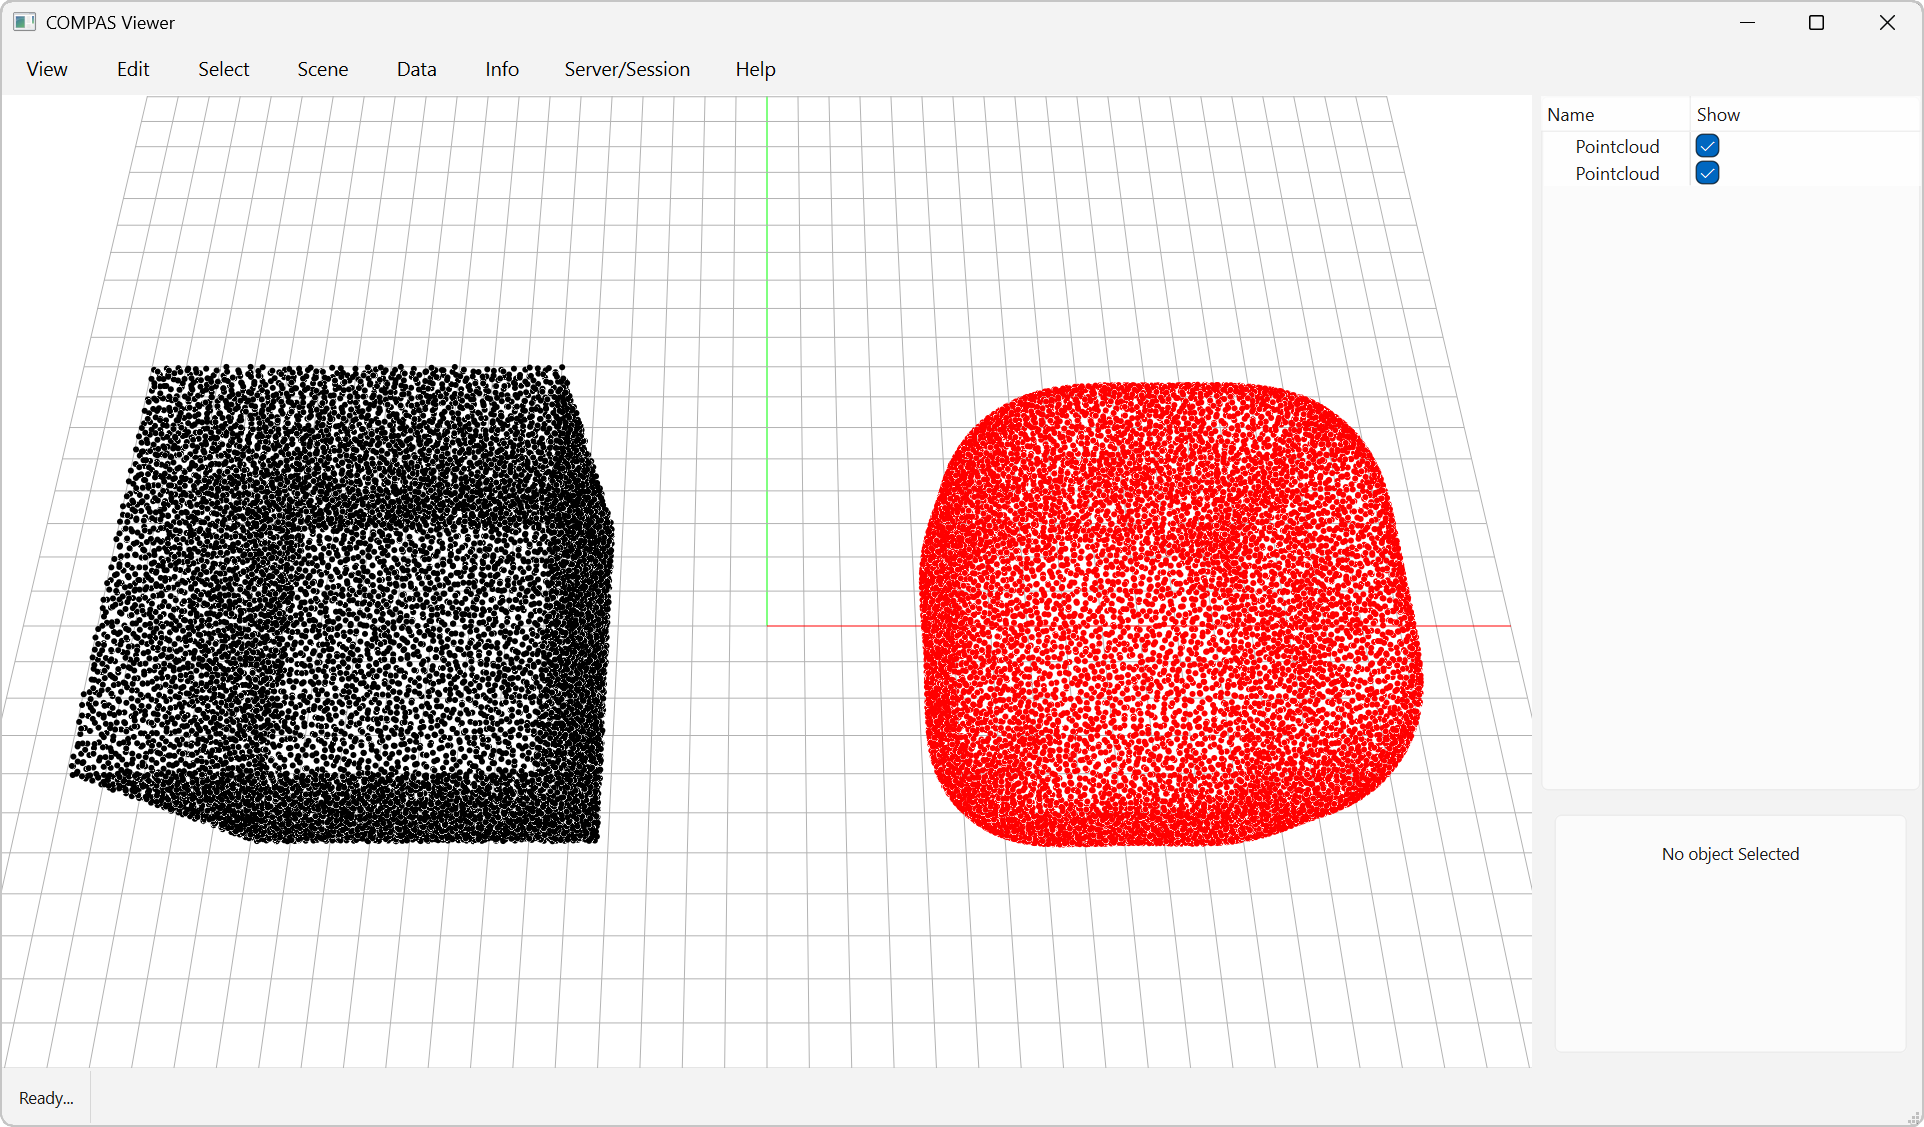 COMPAS Viewer
View Edit Select Scene Data Info Server/Session Help
Name Show
Pointcloud
Pointcloud
No object Selected
Ready...